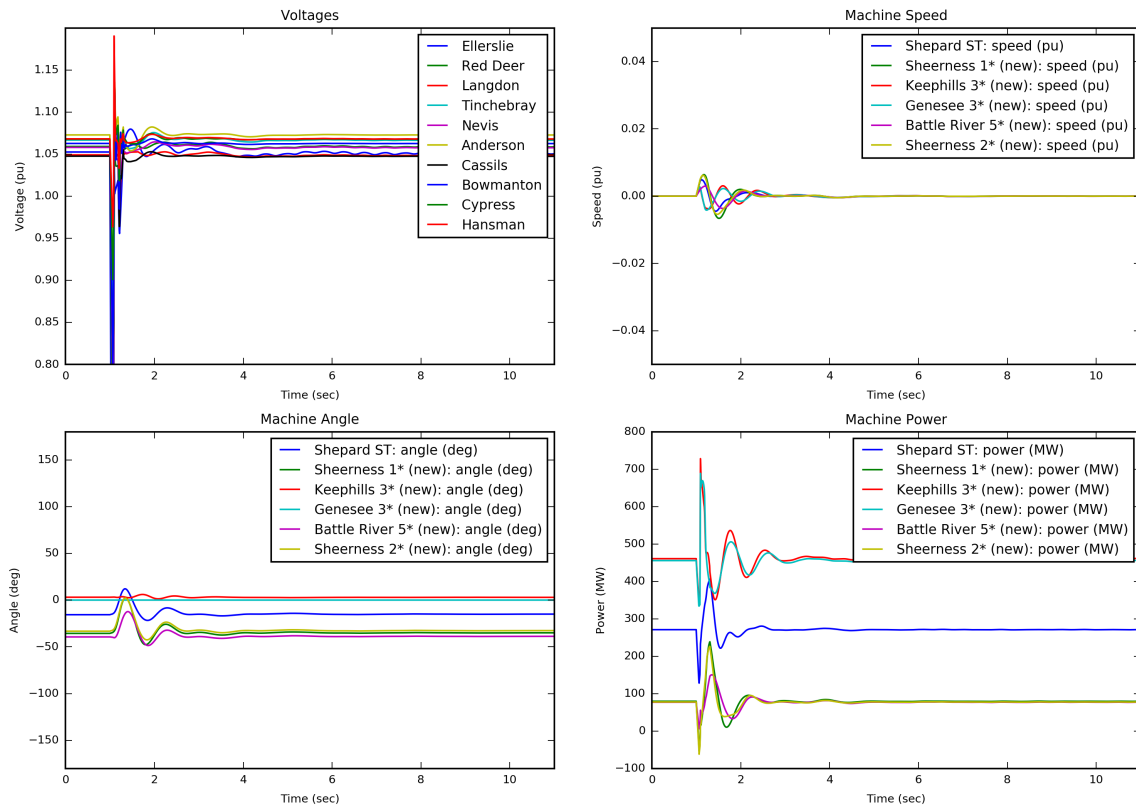 Voltages
1.15
1.10
1.05
1.00
0.95
0.90
0.85
0.80
Voltage (pu)
0 2 4 6 8 10
Time (sec)
Ellerslie
Red Deer
Langdon
Tinchebray
Nevis
Anderson
Cassils
Bowmanton
Cypress
Hansman
Machine Speed
0.04
0.02
0.00
−0.02
−0.04
Speed (pu)
0 2 4 6 8 10
Time (sec)
Shepard ST: speed (pu)
Sheerness 1* (new): speed (pu)
Keephills 3* (new): speed (pu)
Genesee 3* (new): speed (pu)
Battle River 5* (new): speed (pu)
Sheerness 2* (new): speed (pu)
Machine Angle
150
100
50
0
−50
−100
−150
Angle (deg)
0 2 4 6 8 10
Time (sec)
Shepard ST: angle (deg)
Sheerness 1* (new): angle (deg)
Keephills 3* (new): angle (deg)
Genesee 3* (new): angle (deg)
Battle River 5* (new): angle (deg)
Sheerness 2* (new): angle (deg)
Machine Power
800
700
600
500
400
300
200
100
0
−100
Power (MW)
0 2 4 6 8 10
Time (sec)
Shepard ST: power (MW)
Sheerness 1* (new): power (MW)
Keephills 3* (new): power (MW)
Genesee 3* (new): power (MW)
Battle River 5* (new): power (MW)
Sheerness 2* (new): power (MW)